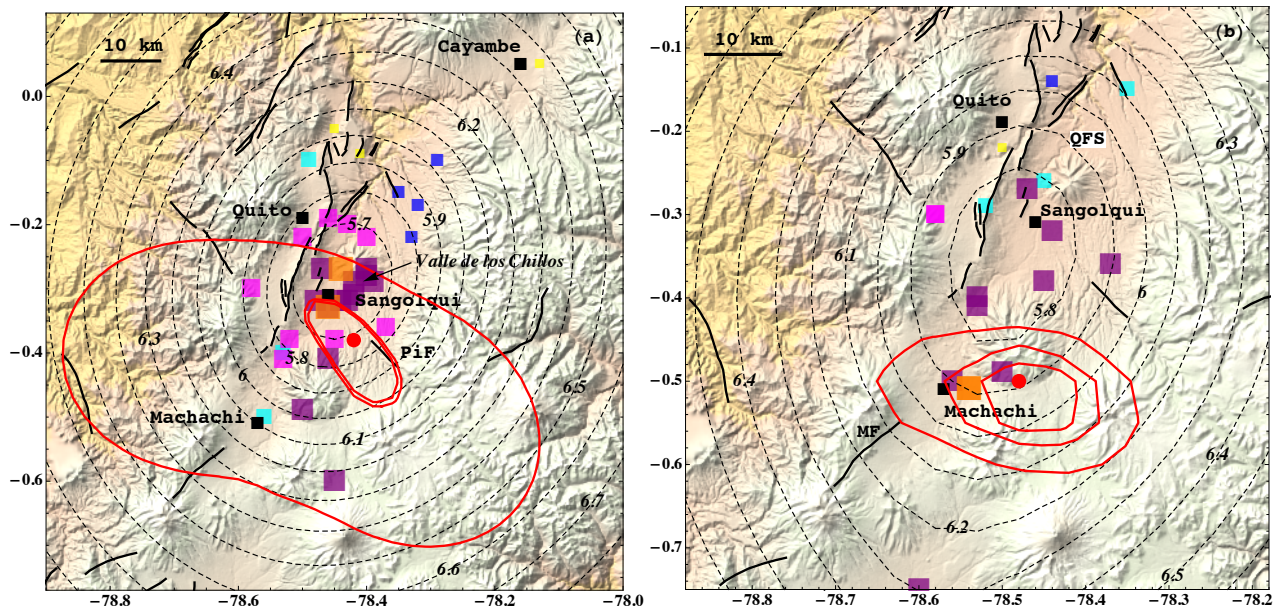 (a)
10 km
Cayambe
6.4
6.2
0.0
Quito
5.7
5.9
−0.2
Valle de los Chillos
Sangolqui
6.3
5.8
PiF
−0.4
6
6.5
Machachi
6.1
−0.6
6.7
6.6
−78.8
−78.6
−78.4
−78.2
−78.0
(b)
−0.1
10 km
Quito
−0.2
5.9
QFS
6.3
−0.3
Sangolqui
6.1
6
−0.4
5.8
6.4
−0.5
Machachi
MF
−0.6
6.4
6.2
−0.7
6.5
−78.8
−78.7
−78.6
−78.5
−78.4
−78.3
−78.2